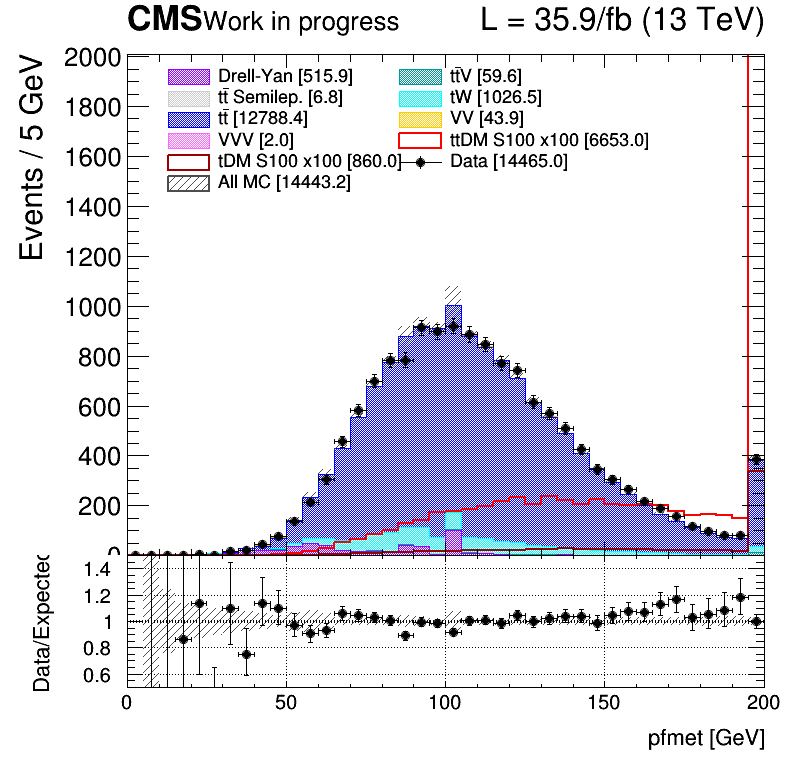 CMS Work in progress L = 35.9/fb (13 TeV)
Events / 5 GeV
2000
1800
1600
1400
1200
1000
800
600
400
200
0
Drell-Yan [515.9] tt̄V [59.6]
tt̄ Semilep. [6.8] tW [1026.5]
tt̄ [12788.4] VV [43.9]
VVV [2.0] ttDM S100 x100 [6653.0]
tDM S100 x100 [860.0] Data [14465.0]
All MC [14443.2]
Data/Expected
1.4
1.2
1
0.8
0.6
0 50 100 150 200
pfmet [GeV]